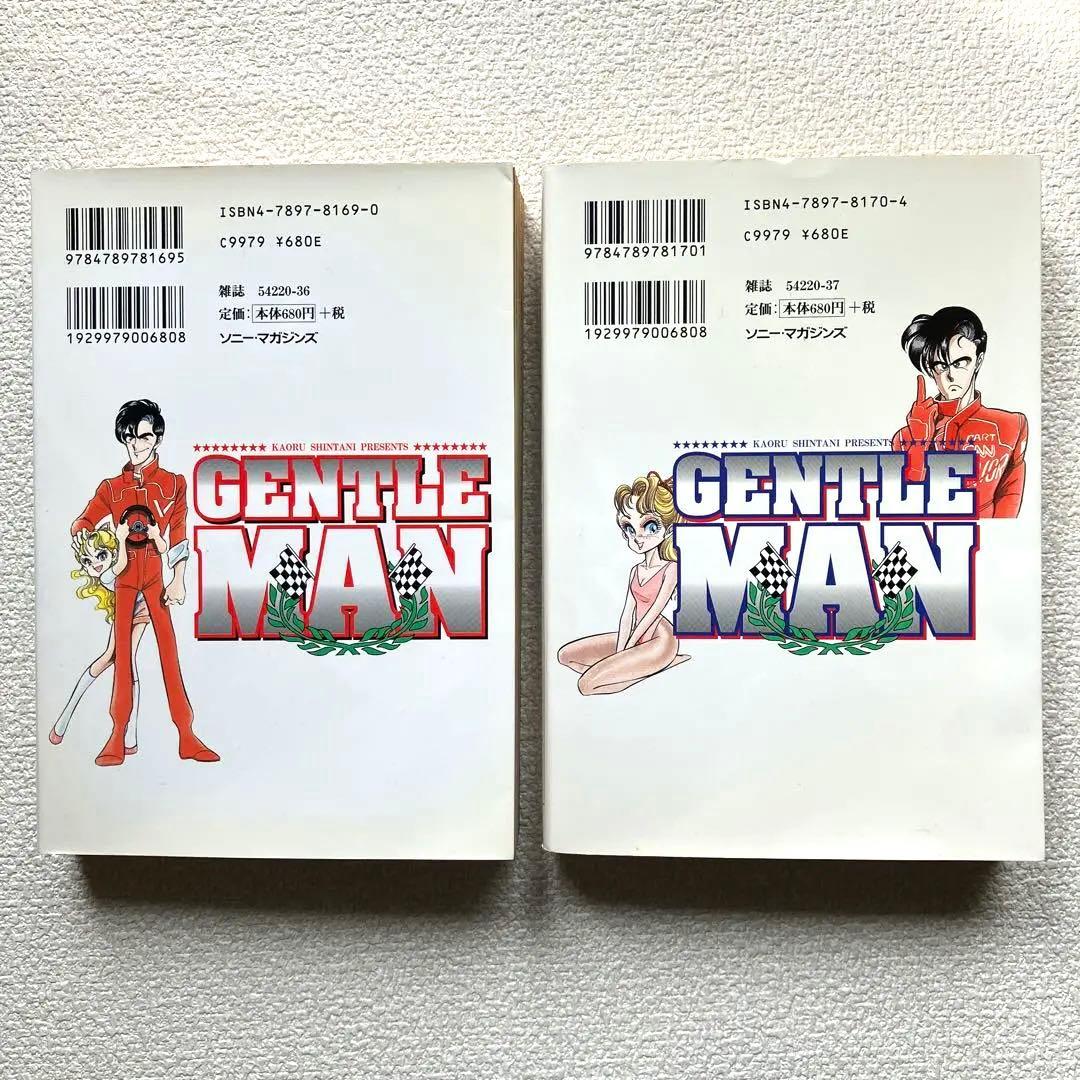 ISBN4-7897-8169-0
C9979 ¥680E
9784789781695
雑誌 54220-36
定価:本体680円+税
1929979006808
ソニー・マガジンズ
★★★★★★★★ KAORU SHINTANI PRESENTS ★★★★★★★★
GENTLE
MAN
ISBN4-7897-8170-4
C9979 ¥680E
9784789781701
雑誌 54220-37
定価:本体680円+税
1929979006808
ソニー・マガジンズ
★★★★★★★★ KAORU SHINTANI PRESENTS ★★★★★★★★
GENTLE
MAN